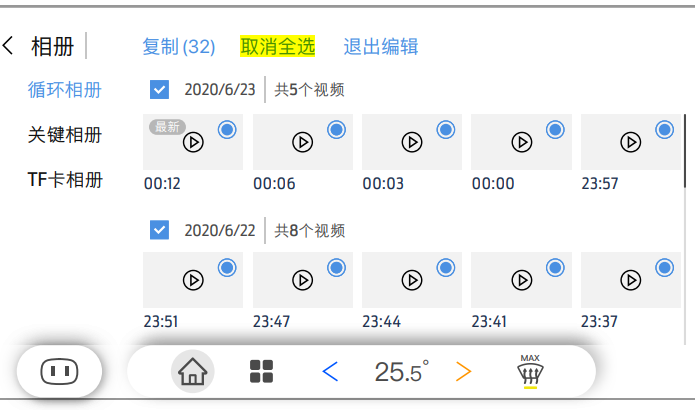 相册 复制 (32) 取消全选 退出编辑
循环相册 2020/6/23 共5个视频
关键相册 最新
TF卡相册 00:12 00:06 00:03 00:00 23:57
2020/6/22 共8个视频
23:51 23:47 23:44 23:41 23:37
25.5° MAX